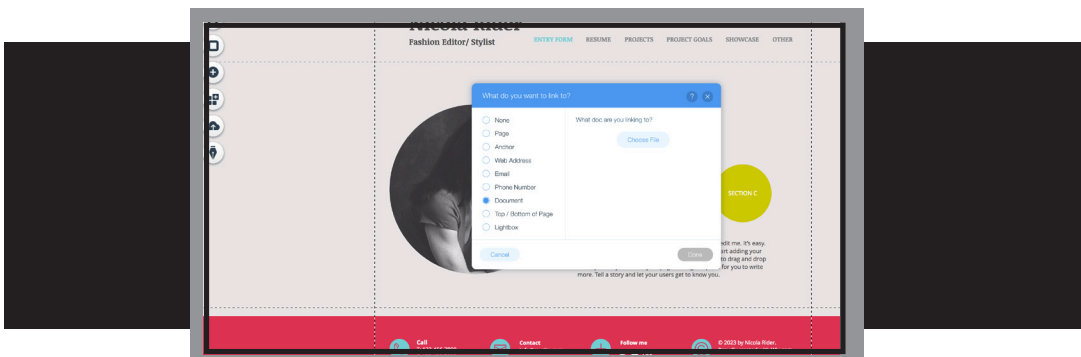 Nicola Rider
Fashion Editor/ Stylist
ENTRY FORM RESUME PROJECTS PROJECT GOALS SHOWCASE OTHER
What do you want to link to?
?
None
Page
Anchor
Web Address
Email
Phone Number
Document
Top / Bottom of Page
Lightbox
What doc are you linking to?
Choose File
Cancel
Done
SECTION C
edit me. It's easy.
adding your
to drag and drop
for you to write
more. Tell a story and let your users get to know you.
Call
Contact
Follow me
© 2023 by Nicola Rider.